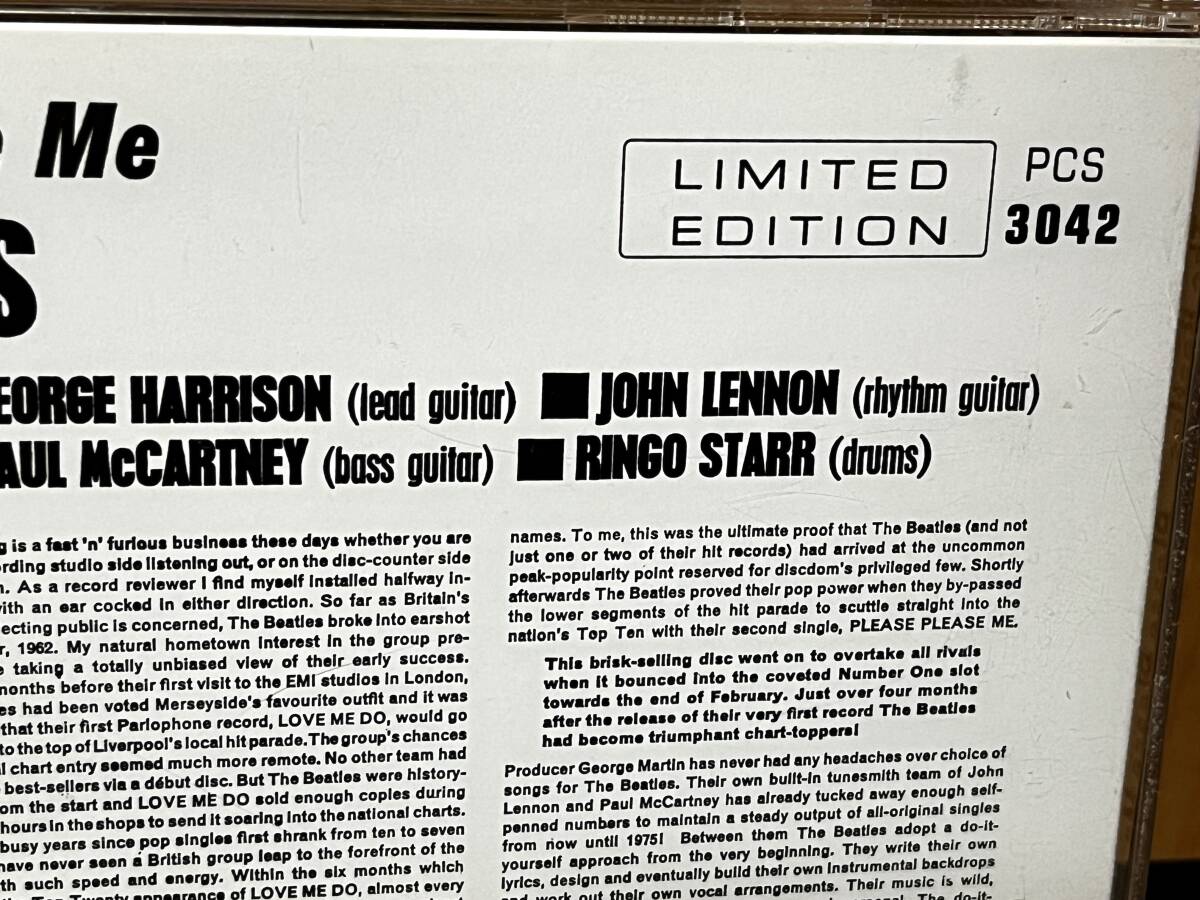 Me
LIMITED
EDITION
PCS
3042
S
EORGE HARRISON (lead guitar) ■ JOHN LENNON (rhythm guitar)
AUL McCARTNEY (bass guitar) ■ RINGO STARR (drums)
g is a fast 'n' furious business these days whether you are
ording studio side listening out, or on the disc-counter side
n. As a record reviewer I find myself installed halfway in-
with an ear cocked in either direction. So far as Britain's
ecting public is concerned, The Beatles broke into earshot
r, 1962. My natural hometown interest in the group pre-
e taking a totally unbiased view of their early success.
months before their first visit to the EMI studios in London,
es had been voted Merseyside's favourite outfit and it was
that their first Parlophone record, LOVE ME DO, would go
to the top of Liverpool's local hit parade. The group's chances
l chart entry seemed much more remote. No other team had
best-sellers via a début disc. But The Beatles were history-
om the start and LOVE ME DO sold enough copies during
hours in the shops to send it soaring into the national charts.
busy years since pop singles first shrank from ten to seven
have never seen a British group leap to the forefront of the
th such speed and energy. Within the six months which
Top Twenty appearance of LOVE ME DO, almost every
names. To me, this was the ultimate proof that The Beatles (and not
just one or two of their hit records) had arrived at the uncommon
peak-popularity point reserved for discdom's privileged few. Shortly
afterwards The Beatles proved their pop power when they by-passed
the lower segments of the hit parade to scuttle straight into the
nation's Top Ten with their second single, PLEASE PLEASE ME.
This brisk-selling disc went on to overtake all rivals
when it bounced into the coveted Number One slot
towards the end of February. Just over four months
after the release of their very first record The Beatles
had become triumphant chart-toppers!
Producer George Martin has never had any headaches over choice of
songs for The Beatles. Their own built-in tunesmith team of John
Lennon and Paul McCartney has already tucked away enough self-
penned numbers to maintain a steady output of all-original singles
from now until 1975! Between them The Beatles adopt a do-it-
yourself approach from the very beginning. They write their own
lyrics, design and eventually build their own instrumental backdrops
and work out their own vocal arrangements. Their music is wild,
The do-it-